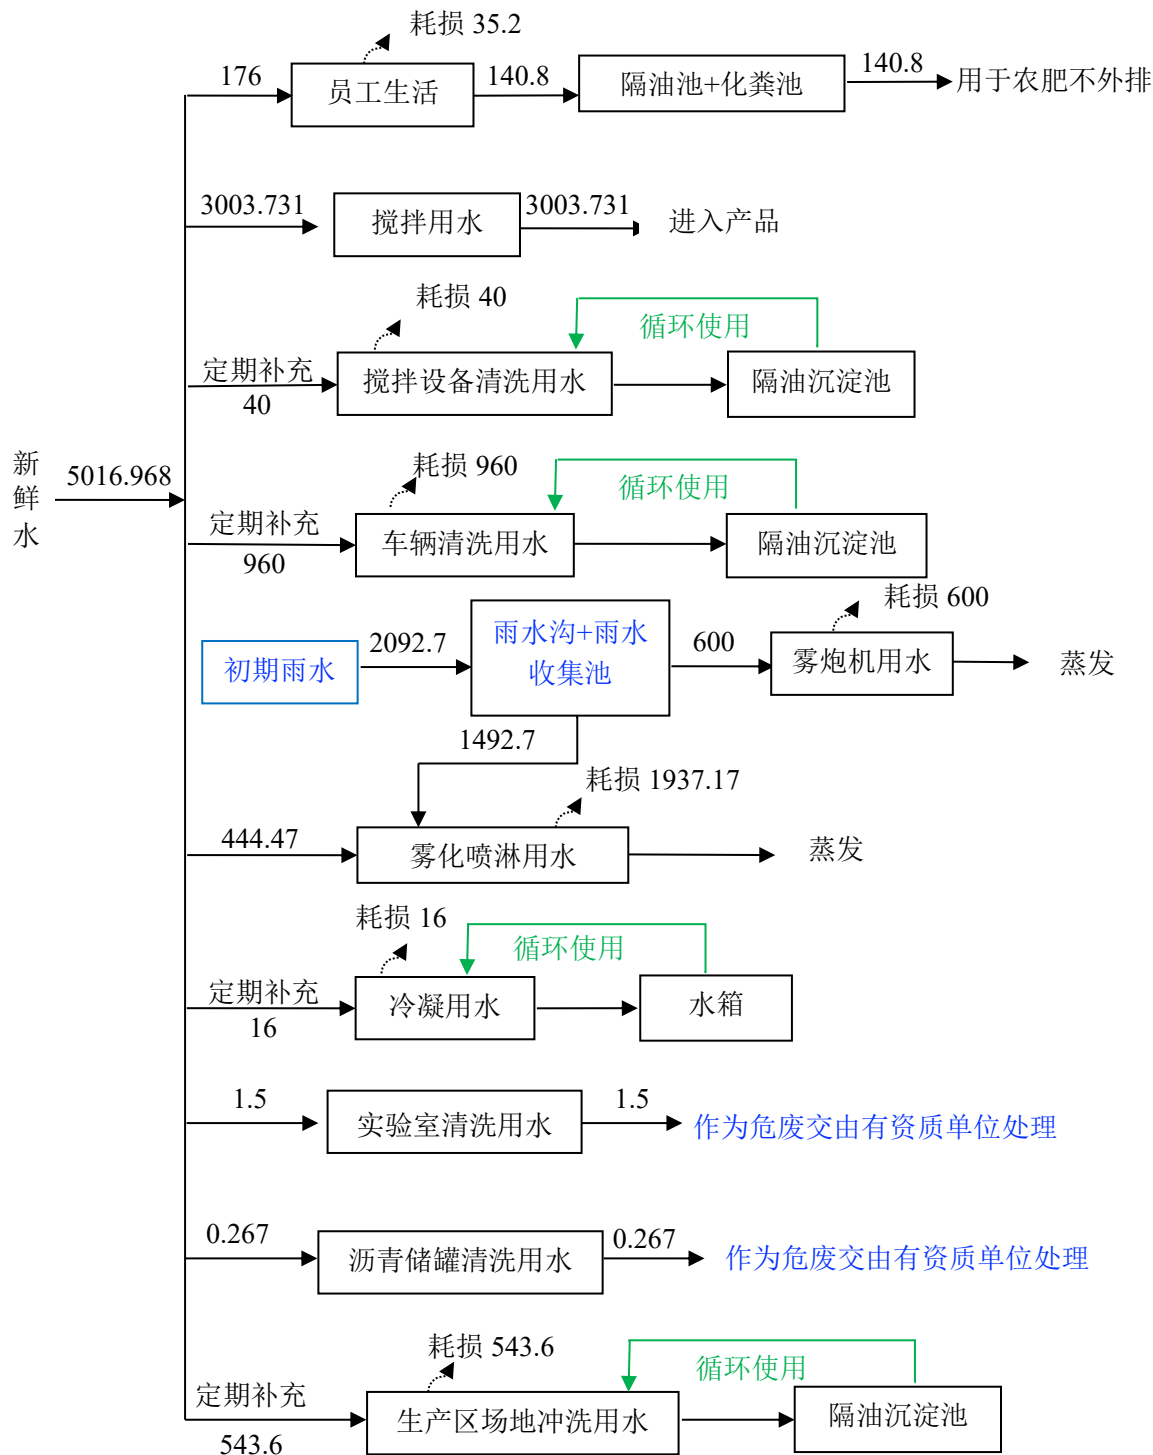 耗损 35.2
176
员工生活
140.8
隔油池+化粪池
140.8
用于农肥不外排
3003.731
搅拌用水
3003.731
进入产品
耗损 40
循环使用
定期补充
40
搅拌设备清洗用水
隔油沉淀池
新鲜水
5016.968
耗损 960
循环使用
定期补充
960
车辆清洗用水
隔油沉淀池
耗损 600
初期雨水
2092.7
雨水沟+雨水
收集池
600
雾炮机用水
蒸发
1492.7
耗损 1937.17
444.47
雾化喷淋用水
蒸发
耗损 16
循环使用
定期补充
16
冷凝用水
水箱
1.5
实验室清洗用水
1.5
作为危废交由有资质单位处理
0.267
沥青储罐清洗用水
0.267
作为危废交由有资质单位处理
耗损 543.6
循环使用
定期补充
543.6
生产区场地冲洗用水
隔油沉淀池